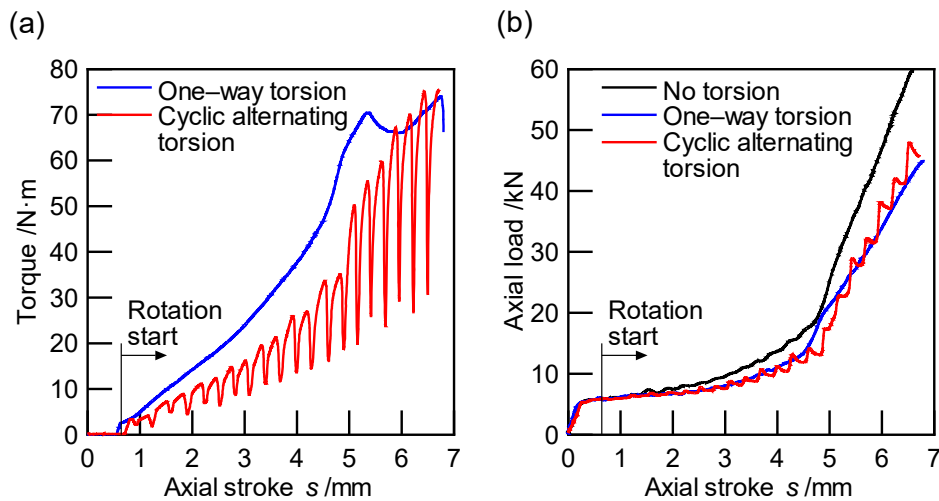 (a)
80
70
60
50
40
30
20
10
0
Torque /N·m
One–way torsion
Cyclic alternating
torsion
Rotation
start
0 1 2 3 4 5 6 7
Axial stroke s /mm
(b)
60
50
40
30
20
10
0
Axial load /kN
No torsion
One–way torsion
Cyclic alternating
torsion
Rotation
start
0 1 2 3 4 5 6 7
Axial stroke s /mm